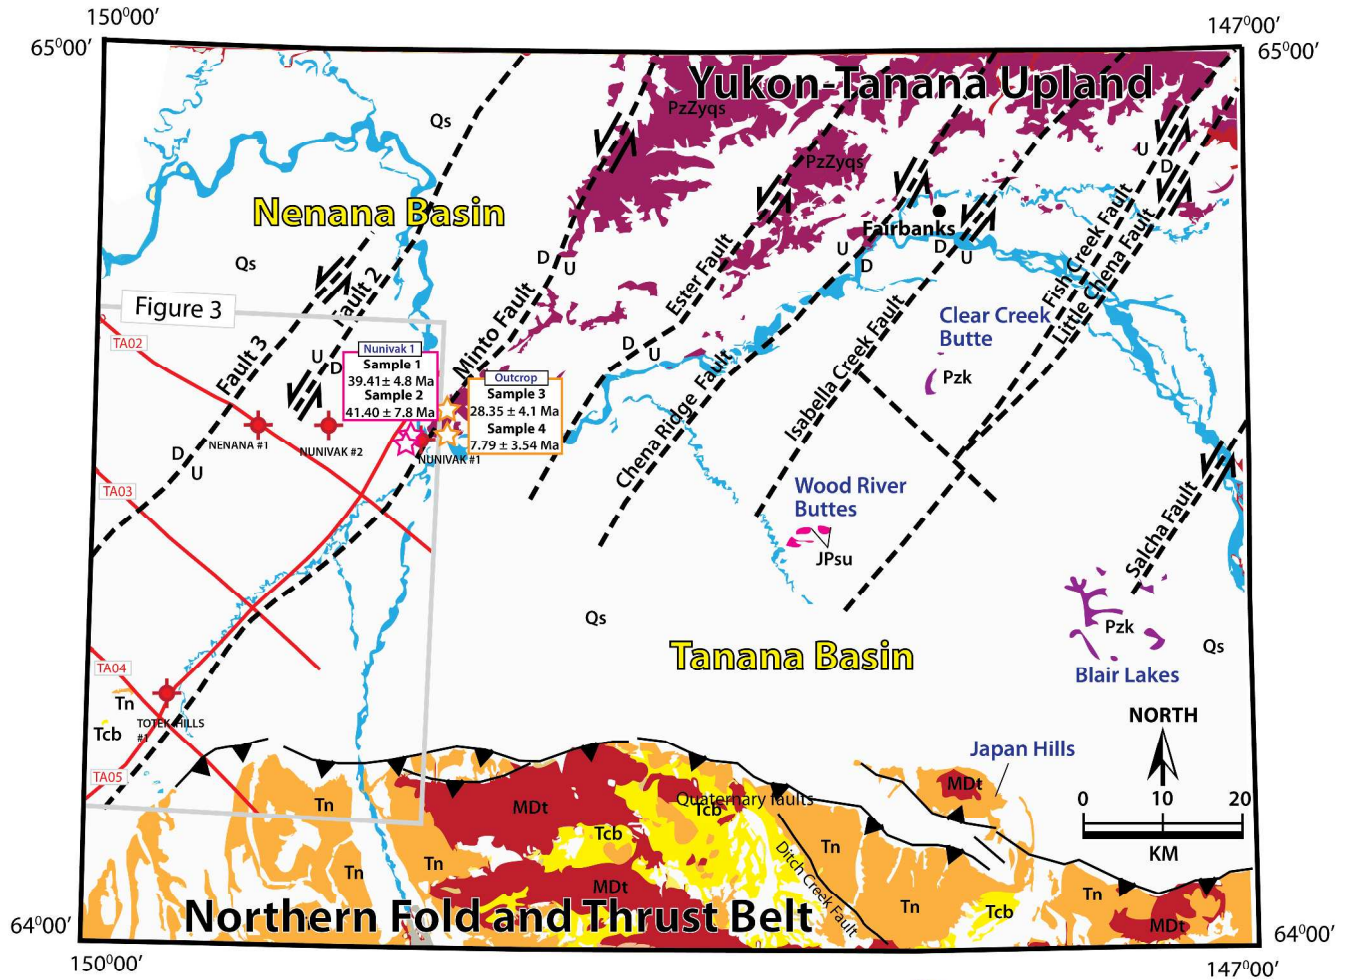 150⁰00′
147⁰00′
65⁰00′
65⁰00′
Yukon-Tanana Upland
PzZyqs
Qs
PzZyqs
U
D
Nenana Basin
Fairbanks
U
D
D
U
D
U
Qs
Fault 2
Ester Fault
Fish Creek Fault
Little Chena Fault
Figure 3
Minto Fault
Isabella Creek Fault
Clear Creek
Butte
TA02
Fault 3
U
D
D
U
Nunivak 1
Sample 1
39.41± 4.8 Ma
Sample 2
41.40 ± 7.8 Ma
Outcrop
Sample 3
28.35 ± 4.1 Ma
Sample 4
7.79 ± 3.54 Ma
Chena Ridge Fault
Pzk
NENANA #1
NUNIVAK #2
NUNIVAK #1
D
U
TA03
Wood River
Buttes
JPsu
Salcha Fault
Qs
Pzk
Qs
Tanana Basin
Blair Lakes
TA04
Tn
Tcb
TOTEK HILLS
#1
NORTH
Japan Hills
TA05
MDt
0 10 20
KM
Tn
MDt
Quaternary faults
Tcb
Tcb
Tn
Ditch Creek Fault
Tn
Tn
MDt
Tn
Tn
Tcb
MDt
Northern Fold and Thrust Belt
64⁰00′
64⁰00′
150⁰00′
147⁰00′